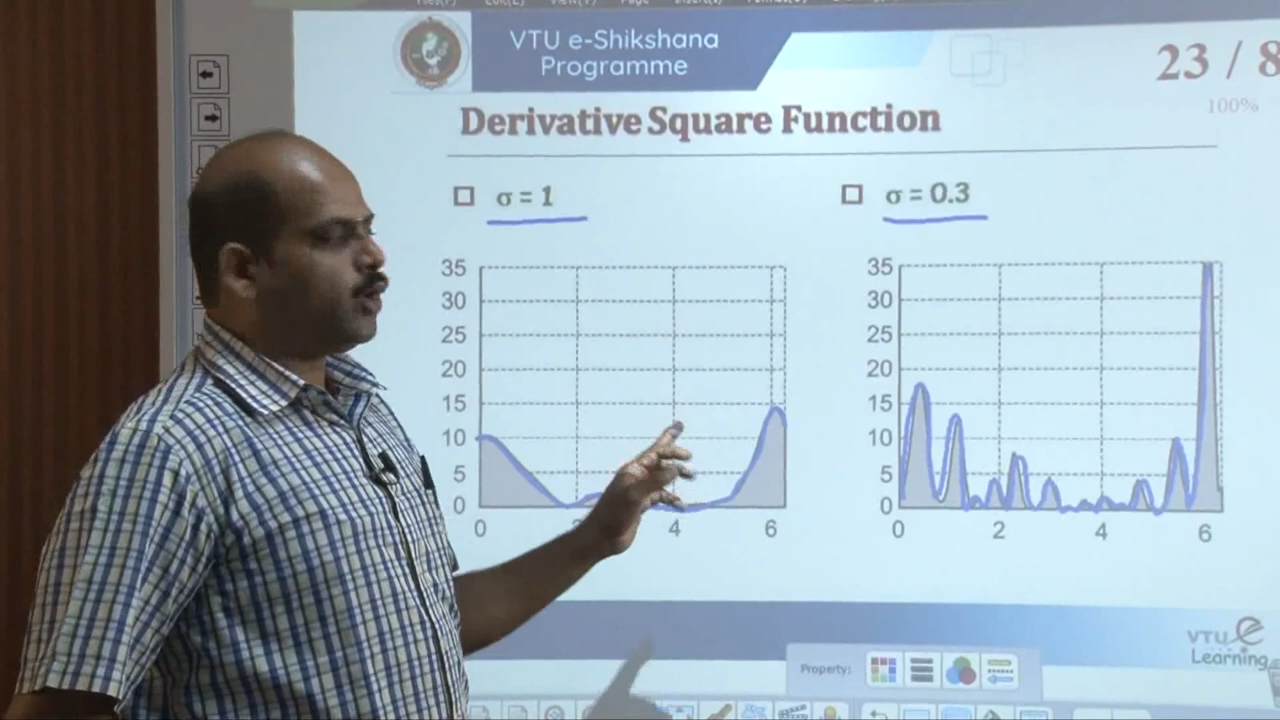 VTU e-Shikshana
Programme
23 / 8
100%
Derivative Square Function
σ = 1
σ = 0.3
35
30
25
20
15
10
5
0
0
4
6
35
30
25
20
15
10
5
0
0
2
4
6
VTU e
Learning
Property: